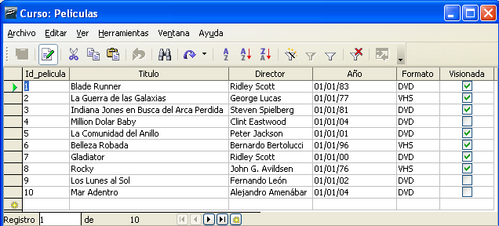 Curso: Peliculas
Archivo Editar Ver Herramientas Ventana Ayuda
Id_pelicula Titulo Director Año Formato Visionada
1 Blade Runner Ridley Scott 01/01/83 DVD
2 La Guerra de las Galaxias George Lucas 01/01/77 VHS
3 Indiana Jones en Busca del Arca Perdida Steven Spielberg 01/01/81 DVD
4 Million Dolar Baby Clint Eastwood 01/01/04 DVD
5 La Comunidad del Anillo Peter Jackson 01/01/01 DVD
6 Belleza Robada Bernardo Bertolucci 01/01/96 VHS
7 Gladiator Ridley Scott 01/01/00 DVD
8 Rocky John G. Avildsen 01/01/76 VHS
9 Los Lunes al Sol Fernando León 01/01/02 DVD
10 Mar Adentro Alejandro Amenábar 01/01/04 DVD
Registro 1 de 10